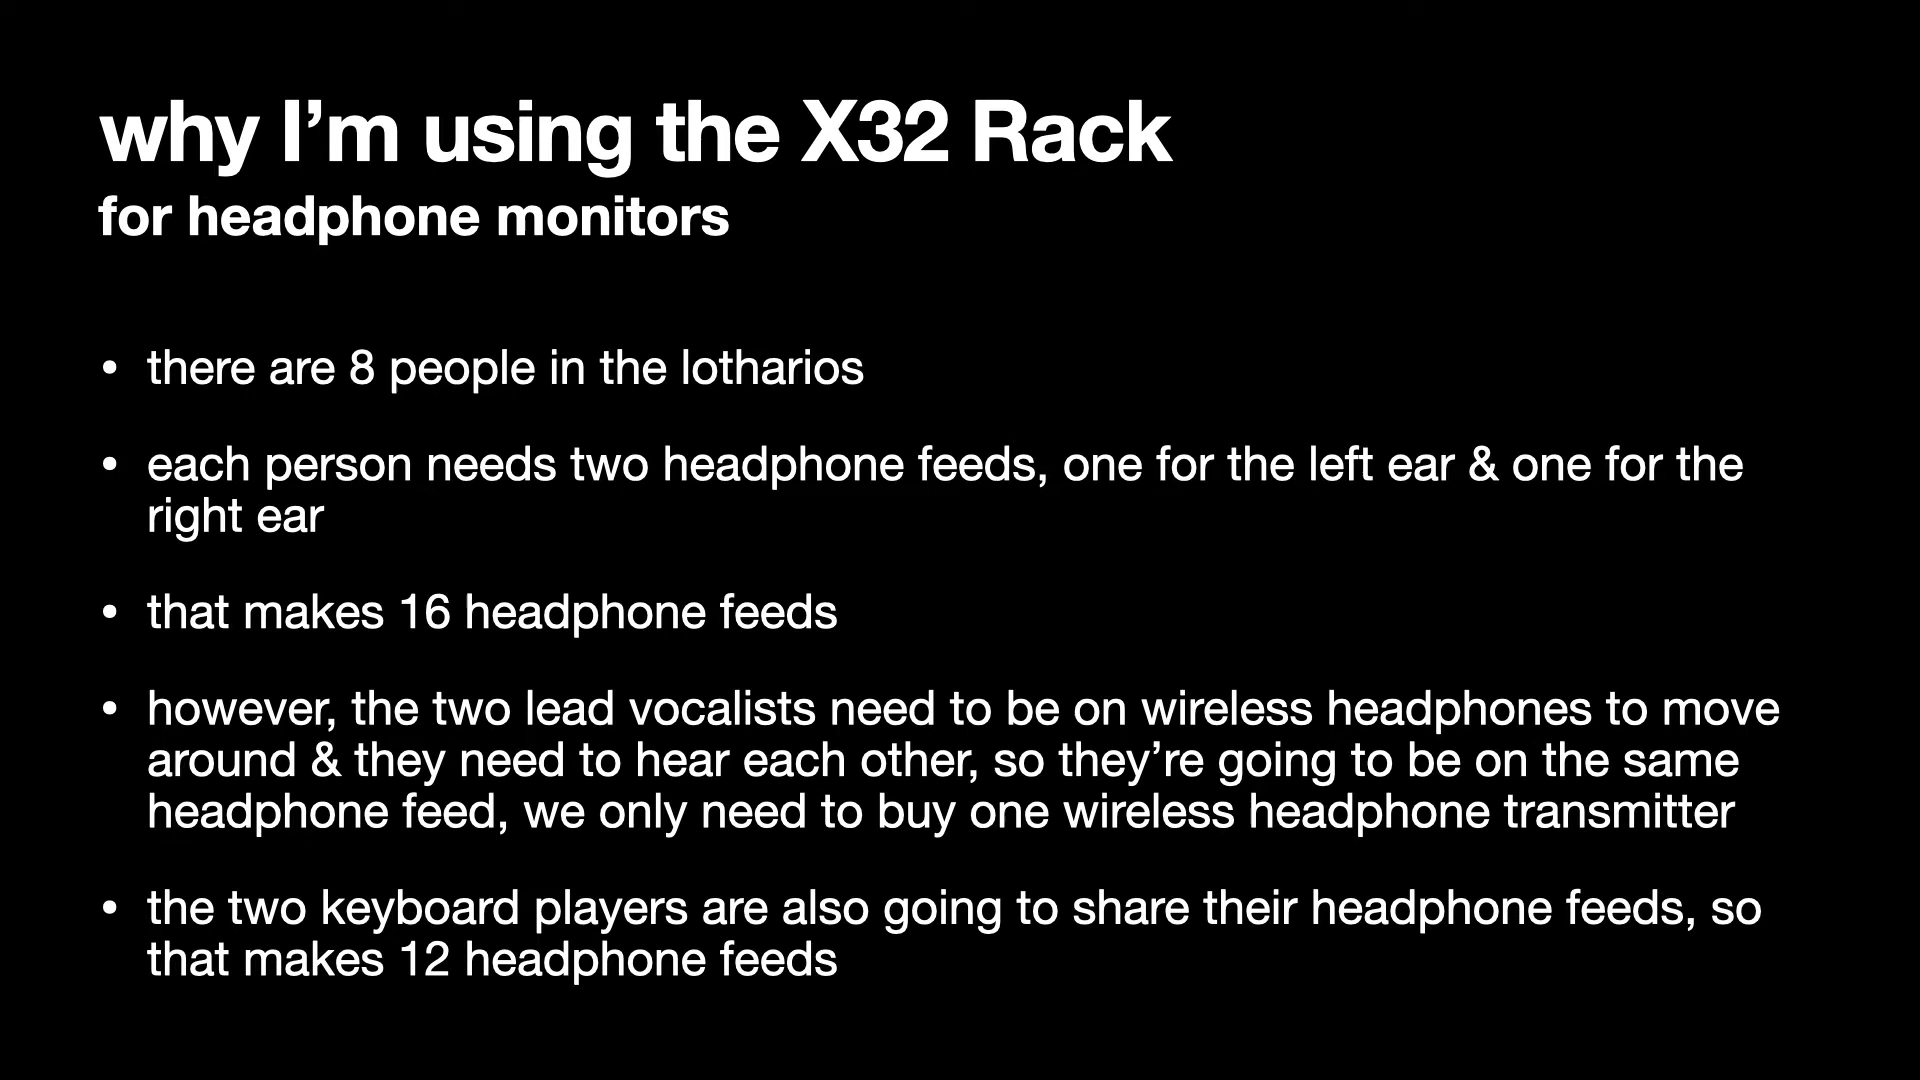 why I’m using the X32 Rack
for headphone monitors
• there are 8 people in the lotharios
• each person needs two headphone feeds, one for the left ear & one for the
right ear
• that makes 16 headphone feeds
• however, the two lead vocalists need to be on wireless headphones to move
around & they need to hear each other, so they’re going to be on the same
headphone feed, we only need to buy one wireless headphone transmitter
• the two keyboard players are also going to share their headphone feeds, so
that makes 12 headphone feeds